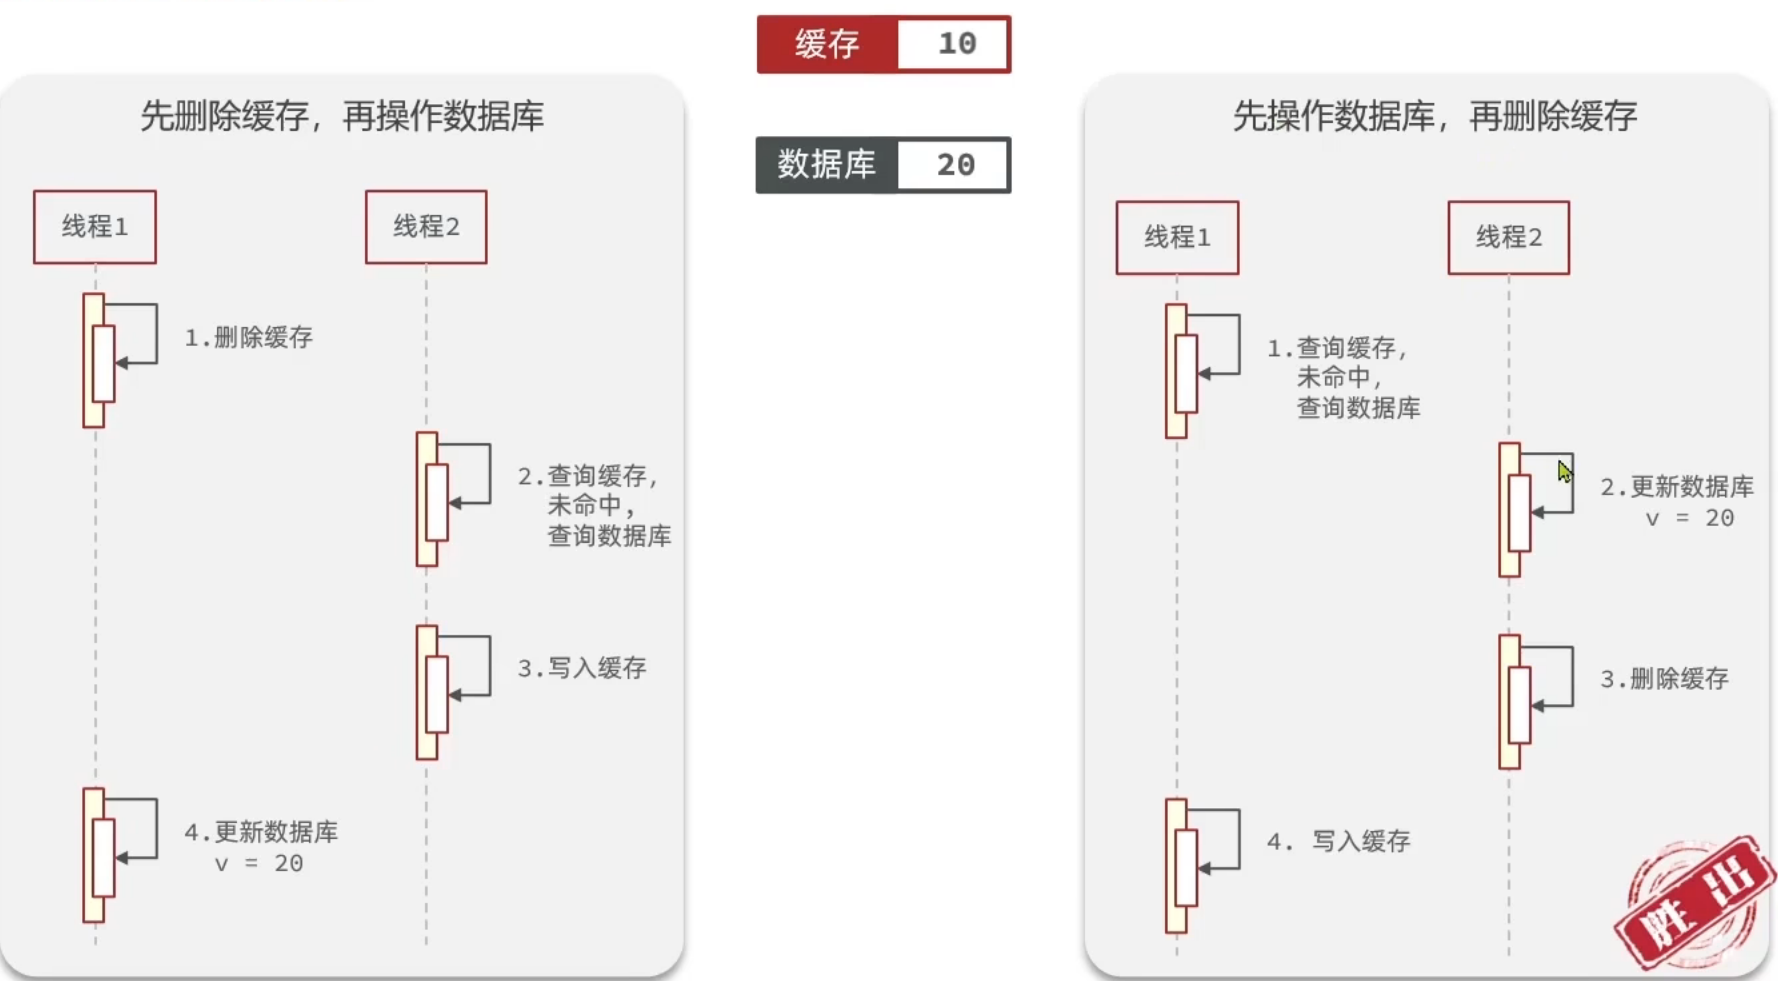 缓存 10
数据库 20
先删除缓存，再操作数据库
线程1
线程2
1.删除缓存
2.查询缓存，
未命中，
查询数据库
3.写入缓存
4.更新数据库
v = 20
先操作数据库，再删除缓存
线程1
线程2
1.查询缓存，
未命中，
查询数据库
2.更新数据库
v = 20
3.删除缓存
4. 写入缓存
胜出